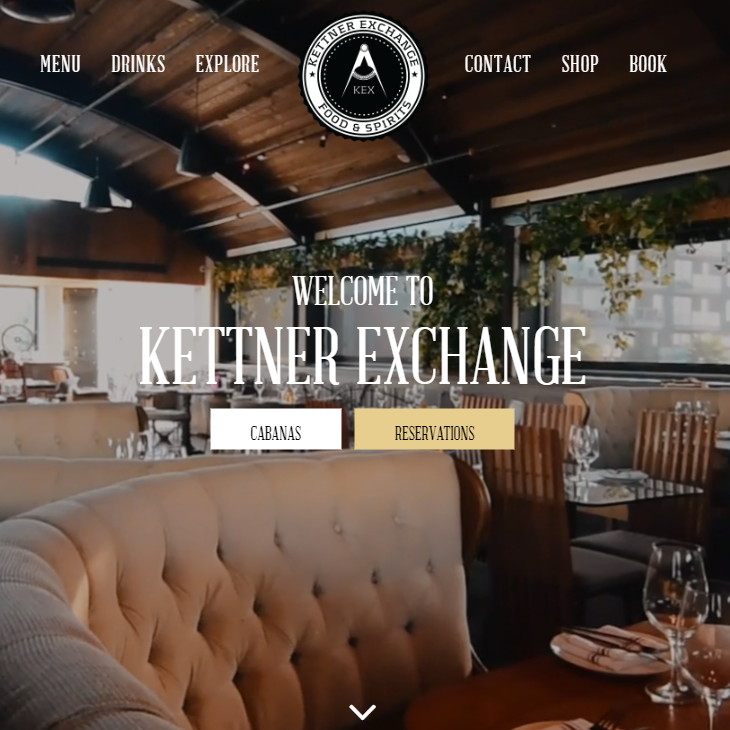 MENU DRINKS EXPLORE
KETTNER EXCHANGE
KEX
FOOD & SPIRITS
CONTACT SHOP BOOK
WELCOME TO
KETTNER EXCHANGE
CABANAS RESERVATIONS